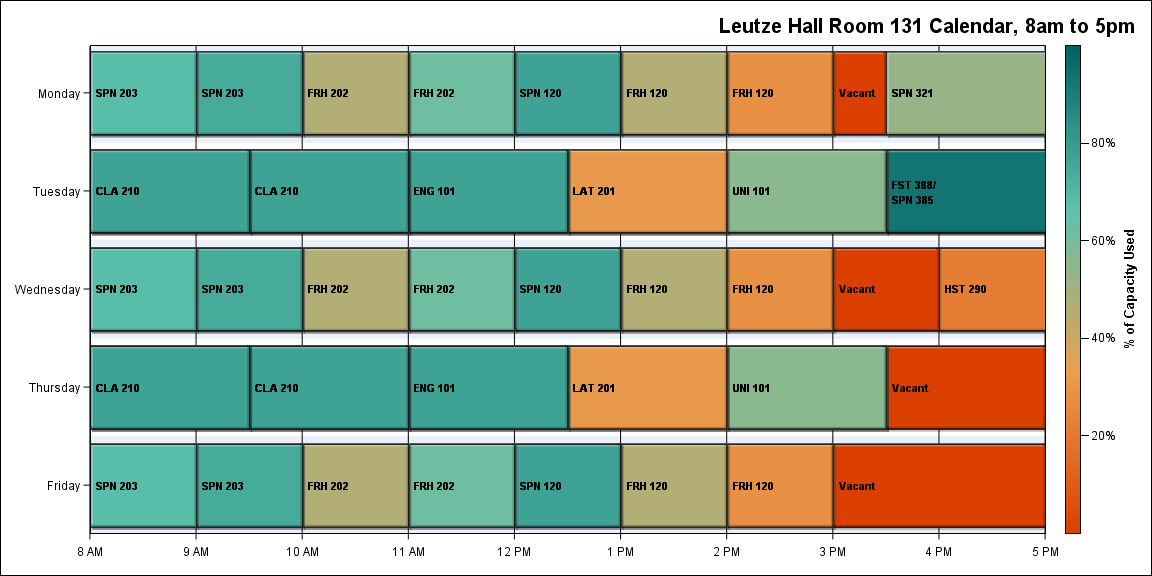 Leutze Hall Room 131 Calendar, 8am to 5pm
Monday
SPN 203
SPN 203
FRH 202
FRH 202
SPN 120
FRH 120
FRH 120
Vacant
SPN 321
Tuesday
CLA 210
CLA 210
ENG 101
LAT 201
UNI 101
FST 388/
SPN 385
Wednesday
SPN 203
SPN 203
FRH 202
FRH 202
SPN 120
FRH 120
FRH 120
Vacant
HST 290
Thursday
CLA 210
CLA 210
ENG 101
LAT 201
UNI 101
Vacant
Friday
SPN 203
SPN 203
FRH 202
FRH 202
SPN 120
FRH 120
FRH 120
Vacant
8 AM
9 AM
10 AM
11 AM
12 PM
1 PM
2 PM
3 PM
4 PM
5 PM
80%
60%
40%
20%
% of Capacity Used